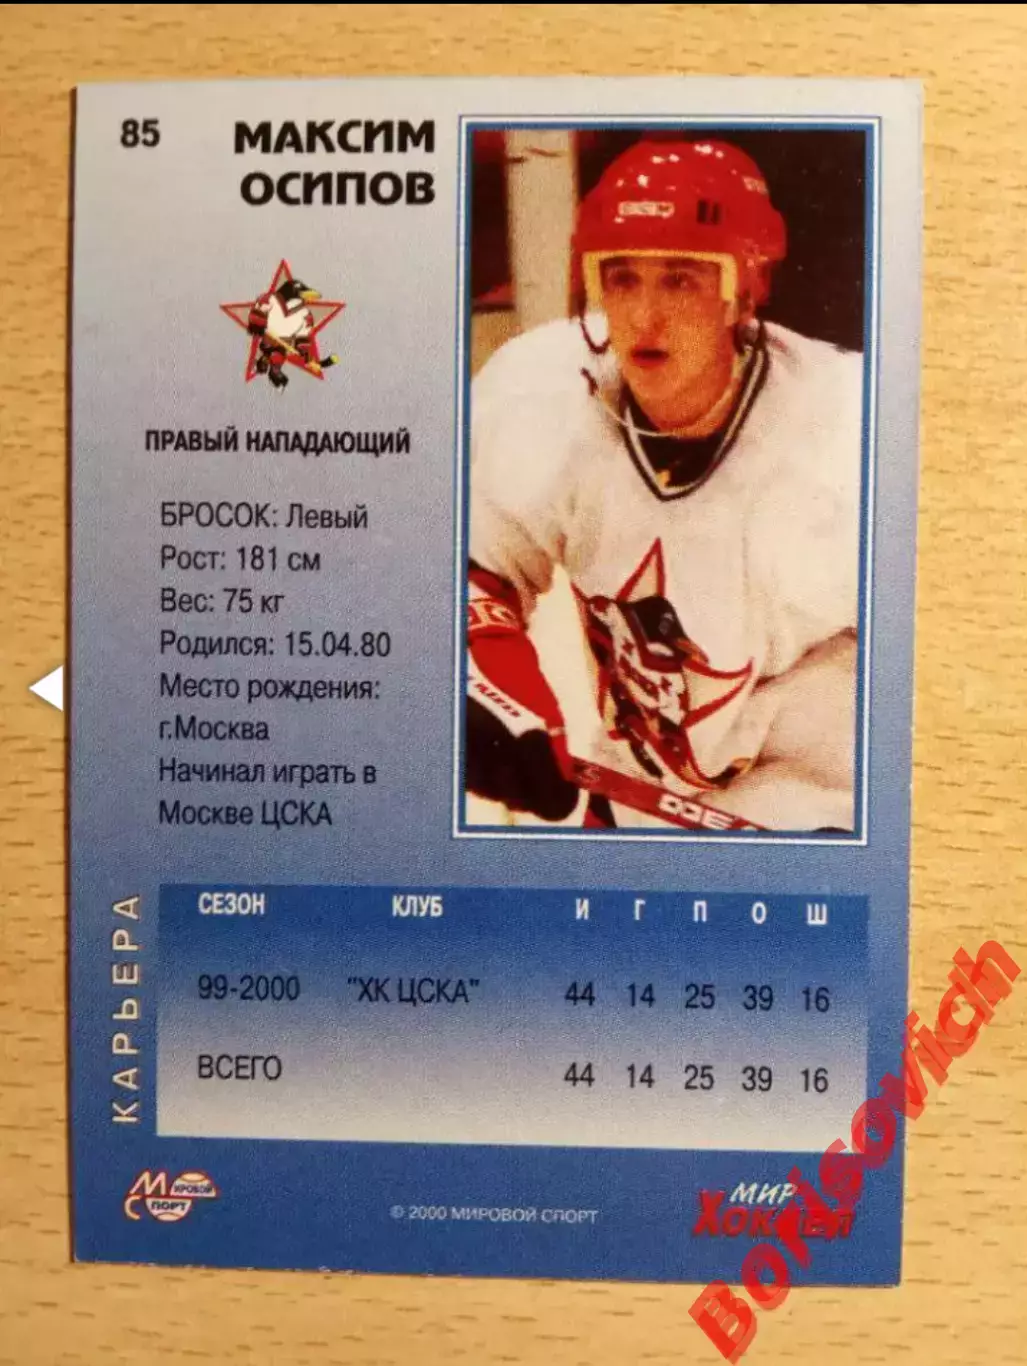 85
МАКСИМ
ОСИПОВ
ПРАВЫЙ НАПАДАЮЩИЙ
БРОСОК: Левый
Рост: 181 см
Вес: 75 кг
Родился: 15.04.80
Место рождения:
г.Москва
Начинал играть в
Москве ЦСКА
КАРЬЕРА
СЕЗОН КЛУБ И Г П О Ш
99-2000 "ХК ЦСКА" 44 14 25 39 16
ВСЕГО 44 14 25 39 16
МИРОВОЙ
СПОРТ
© 2000 МИРОВОЙ СПОРТ
МИР
ХОККЕЯ
Borisovich